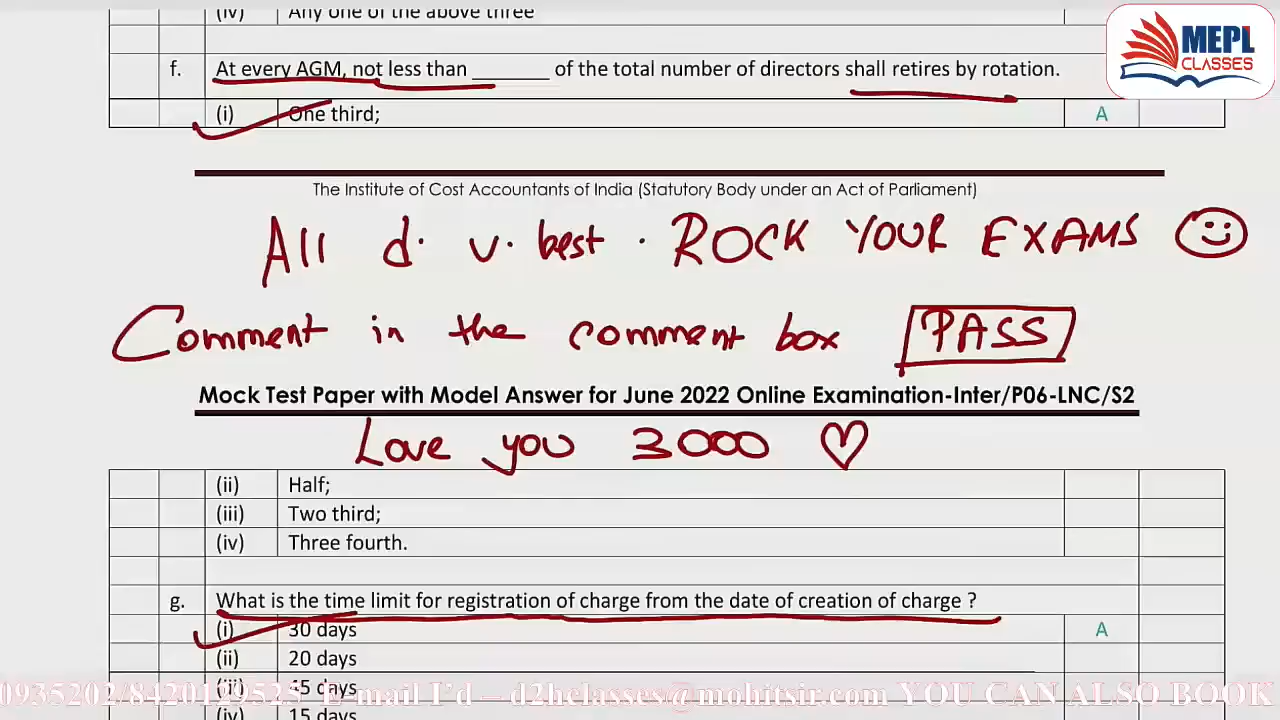 (iv) Any one of the above three
MEPL
CLASSES
f. At every AGM, not less than ________ of the total number of directors shall retires by rotation.
(i) One third; A
The Institute of Cost Accountants of India (Statutory Body under an Act of Parliament)
All d. v. best . ROCK YOUR EXAMS
Comment in the comment box PASS
Mock Test Paper with Model Answer for June 2022 Online Examination-Inter/P06-LNC/S2
Love you 3000
(ii) Half;
(iii) Two third;
(iv) Three fourth.
g. What is the time limit for registration of charge from the date of creation of charge ?
(i) 30 days A
(ii) 20 days
(iii) 45 days
E-mail I'd – d2hclasses@mohitsir.com YOU CAN ALSO BOOK
(iv) 15 days